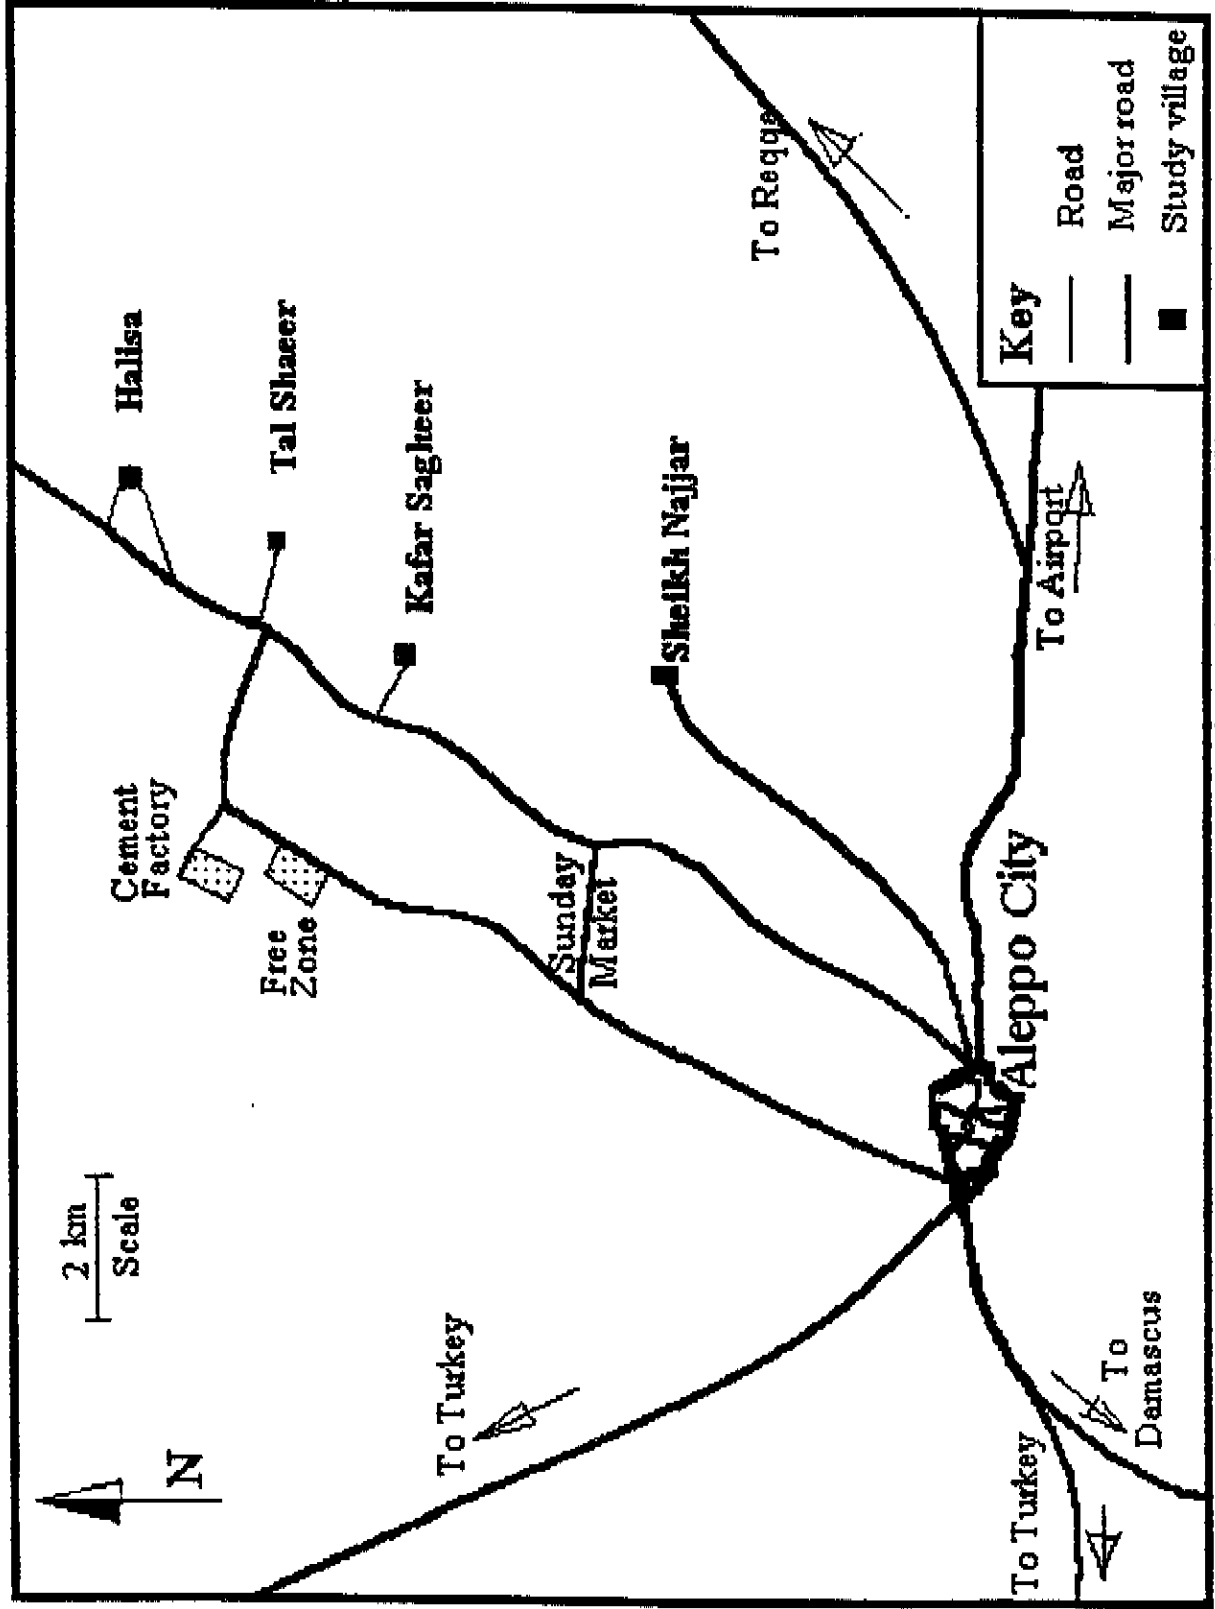 N
2 km
Scale
To Turkey
Cement
Factory
Free
Zone
Halisa
Tal Shaeer
Kafar Sagheer
Sunday
Market
Sheikh Najjar
To Reqqa
Aleppo City
To Airport
To Turkey
To
Damascus
Key
Road
Major road
Study village